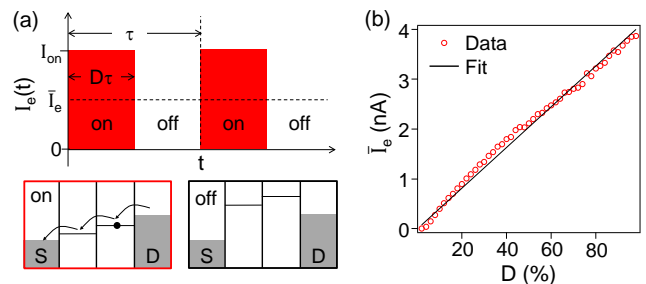 (a)
τ
I_on
Dτ
I_e(t)
Ī_e
on off on off
0
t
on
S D
off
S D
(b)
Data
Fit
Ī_e (nA)
4
3
2
1
0
20 40 60 80
D (%)